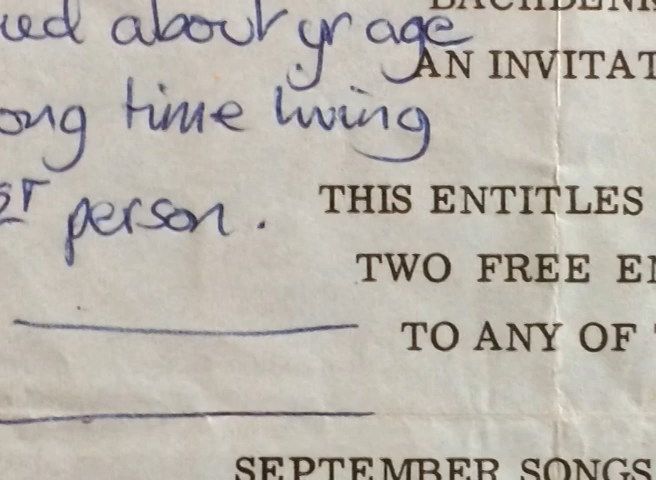 about yr age
AN INVITAT
ong time living
THIS ENTITLES
ST person.
TWO FREE EN
TO ANY OF
SEPTEMBER SONGS